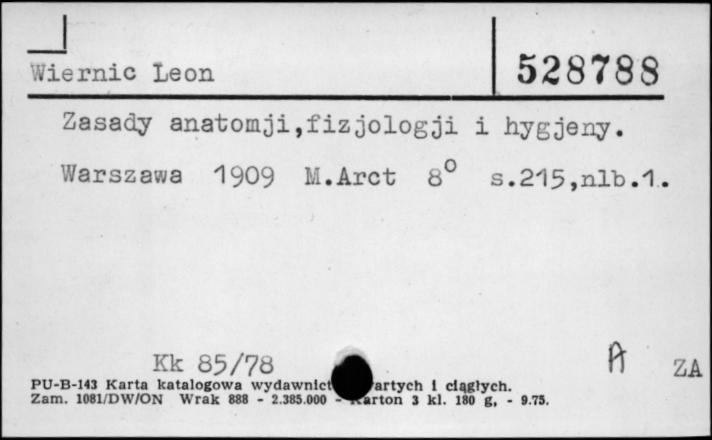 Wiernic Leon 528788
Zasady anatomji,fizjologji i hygjeny.
Warszawa 1909 M.Arct 8° s.215,nlb.1.
Kk 85/78 A ZA
PU-B-143 Karta katalogowa wydawnict artych i ciągłych.
Zam. 1081/DW/ON Wrak 888 - 2.385.000 - Karton 3 kl. 180 g, - 9.75.